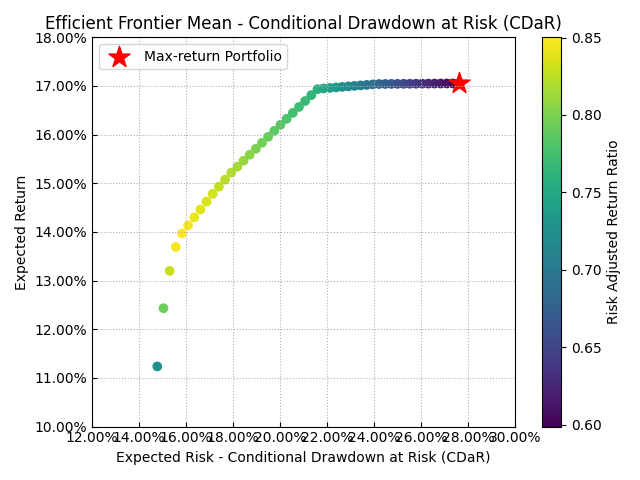 Efficient Frontier Mean - Conditional Drawdown at Risk (CDaR)
18.00%
17.00%
16.00%
15.00%
14.00%
13.00%
12.00%
11.00%
10.00%
Expected Return
Max-return Portfolio
12.00% 14.00% 16.00% 18.00% 20.00% 22.00% 24.00% 26.00% 28.00% 30.00%
Expected Risk - Conditional Drawdown at Risk (CDaR)
0.85
0.80
0.75
0.70
0.65
0.60
Risk Adjusted Return Ratio